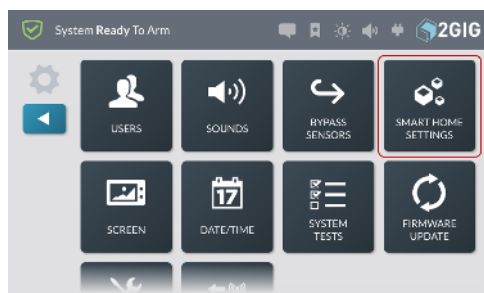 System Ready To Arm
2GIG
USERS
SOUNDS
BYPASS
SENSORS
SMART HOME
SETTINGS
SCREEN
17
DATE/TIME
SYSTEM
TESTS
FIRMWARE
UPDATE